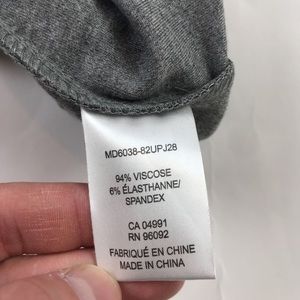 MD6038-82UPJ28
94% VISCOSE
6% ÉLASTHANNE/
SPANDEX
CA 04991
RN 96092
FABRIQUÉ EN CHINE
MADE IN CHINA